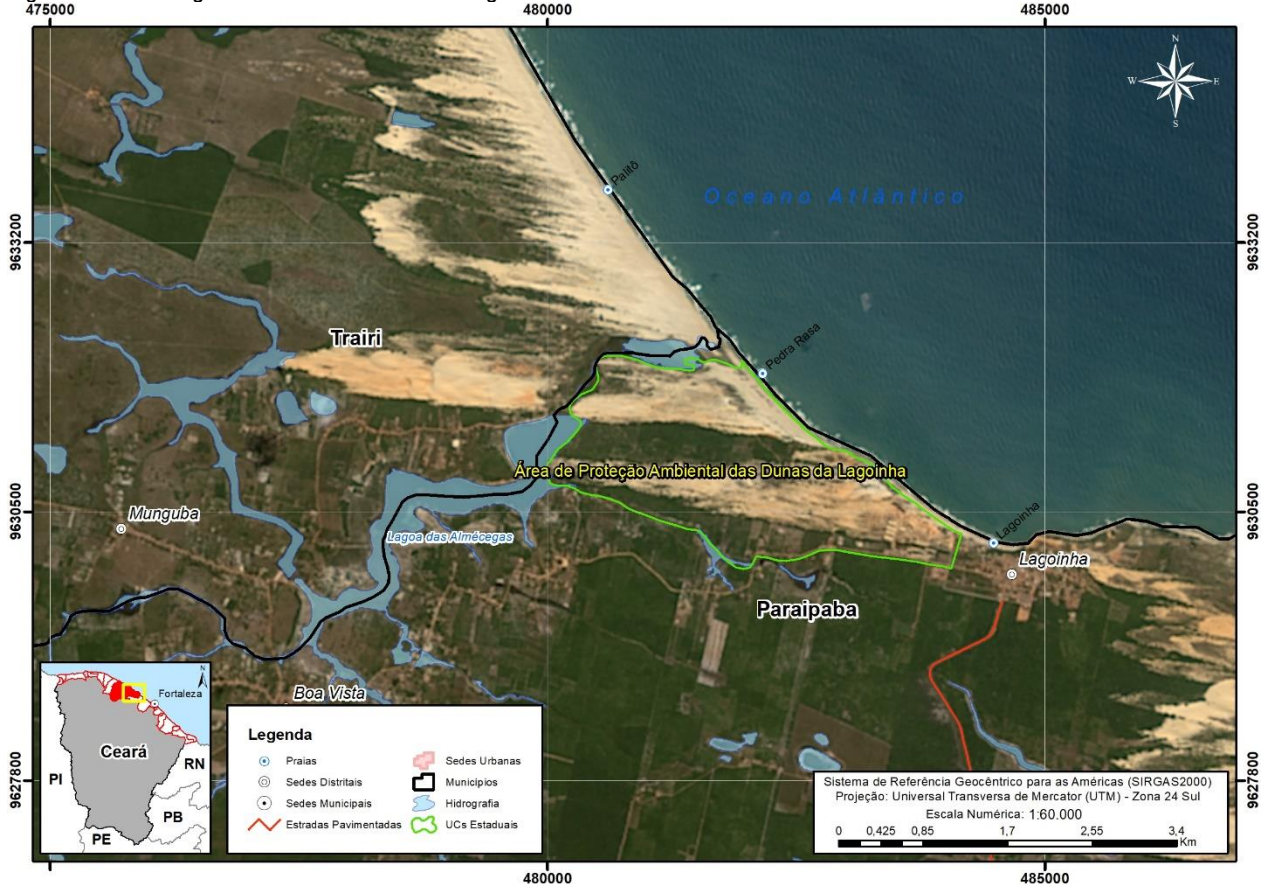 475000
480000
485000
N
W
E
S
Palitô
Oceano Atlântico
9633200
9633200
Pedra Rasa
Trairi
Área de Proteção Ambiental das Dunas da Lagoinha
9630500
9630500
Munguba
Lagoa das Almécegas
Lagoinha
Lagoinha
Paraipaba
Boa Vista
N
Fortaleza
Ceará
PI
RN
PB
PE
Legenda
Praias
Sedes Distritais
Sedes Municipais
Estradas Pavimentadas
Sedes Urbanas
Municípios
Hidrografia
UCs Estaduais
Sistema de Referência Geocêntrico para as Américas (SIRGAS2000)
Projeção: Universal Transversa de Mercator (UTM) - Zona 24 Sul
Escala Numérica: 1:60.000
0 0,425 0,85 1,7 2,55 3,4
Km
9627800
9627800
475000
480000
485000